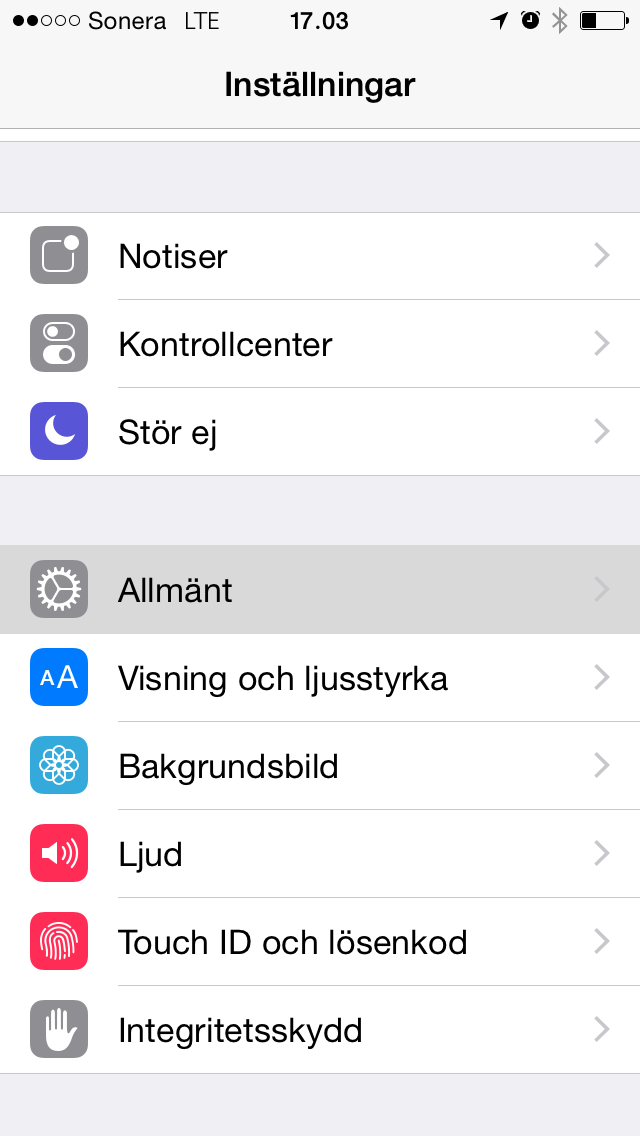 Sonera LTE 17.03
Inställningar
Notiser
Kontrollcenter
Stör ej
Allmänt
AA Visning och ljusstyrka
Bakgrundsbild
Ljud
Touch ID och lösenkod
Integritetsskydd